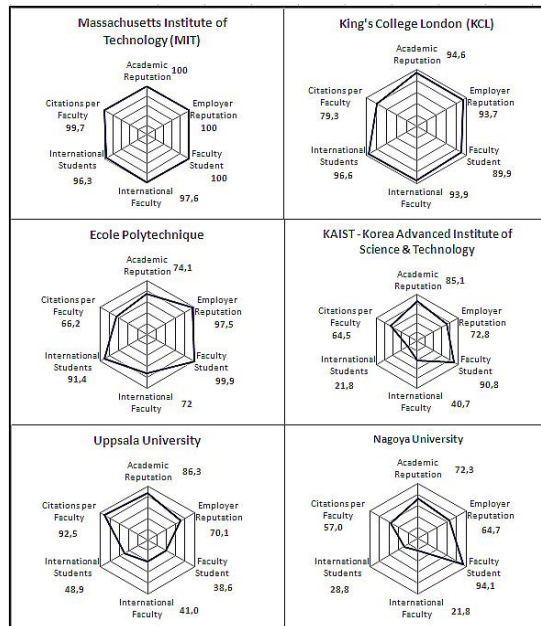 Massachusetts Institute of
Technology (MIT)
Academic
Reputation
100
Employer
Reputation
100
Faculty
Student
100
International
Faculty
97,6
International
Students
96,3
Citations per
Faculty
99,7
King's College London (KCL)
Academic
Reputation
94,6
Employer
Reputation
93,7
Faculty
Student
89,9
International
Faculty
93,9
International
Students
96,6
Citations per
Faculty
79,3
Ecole Polytechnique
Academic
Reputation
74,1
Employer
Reputation
97,5
Faculty
Student
99,9
International
Faculty
72
International
Students
91,4
Citations per
Faculty
66,2
KAIST - Korea Advanced Institute of
Science & Technology
Academic
Reputation
85,1
Employer
Reputation
72,8
Faculty
Student
90,8
International
Faculty
40,7
International
Students
21,8
Citations per
Faculty
64,5
Uppsala University
Academic
Reputation
86,3
Employer
Reputation
70,1
Faculty
Student
38,6
International
Faculty
41,0
International
Students
48,9
Citations per
Faculty
92,5
Nagoya University
Academic
Reputation
72,3
Employer
Reputation
64,7
Faculty
Student
94,1
International
Faculty
21,8
International
Students
28,8
Citations per
Faculty
57,0